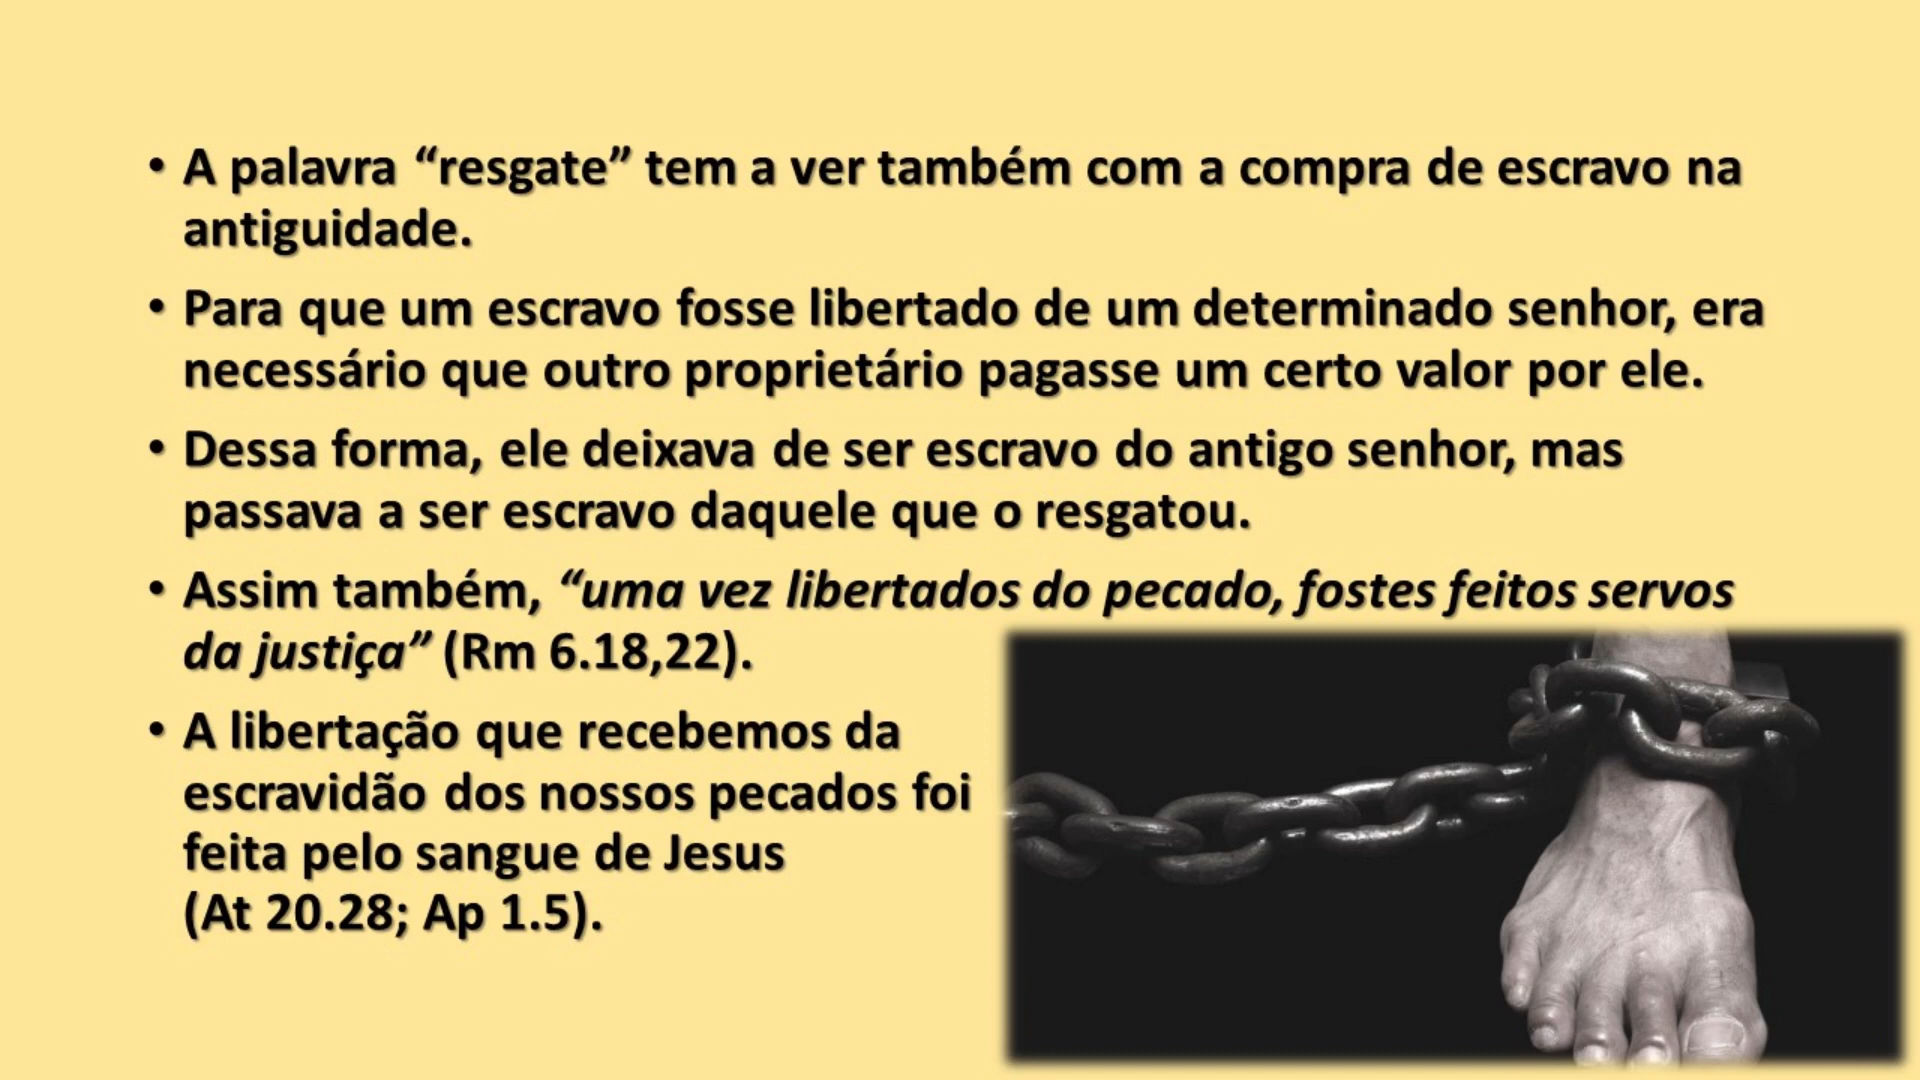 • A palavra “resgate” tem a ver também com a compra de escravo na
antiguidade.
• Para que um escravo fosse libertado de um determinado senhor, era
necessário que outro proprietário pagasse um certo valor por ele.
• Dessa forma, ele deixava de ser escravo do antigo senhor, mas
passava a ser escravo daquele que o resgatou.
• Assim também, “uma vez libertados do pecado, fostes feitos servos
da justiça” (Rm 6.18,22).
• A libertação que recebemos da
escravidão dos nossos pecados foi
feita pelo sangue de Jesus
(At 20.28; Ap 1.5).